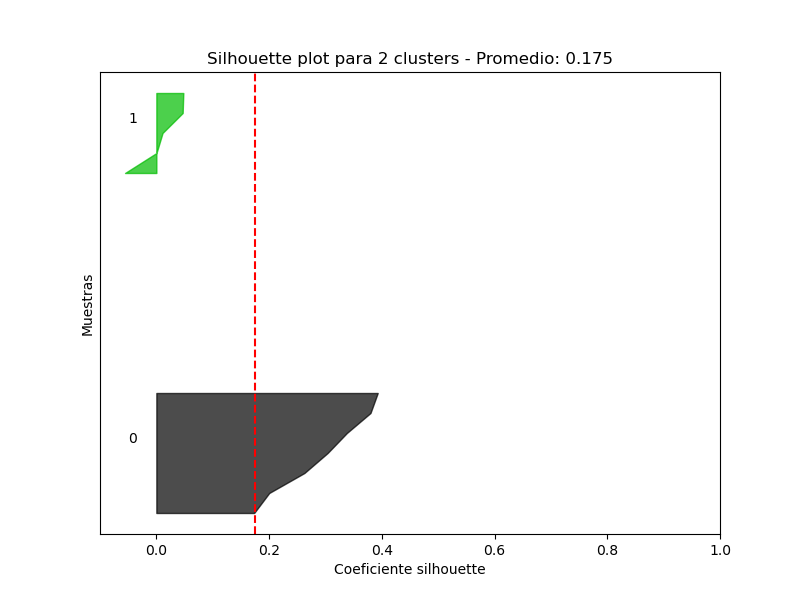 Silhouette plot para 2 clusters - Promedio: 0.175
1
Muestras
0
0.0 0.2 0.4 0.6 0.8 1.0
Coeficiente silhouette